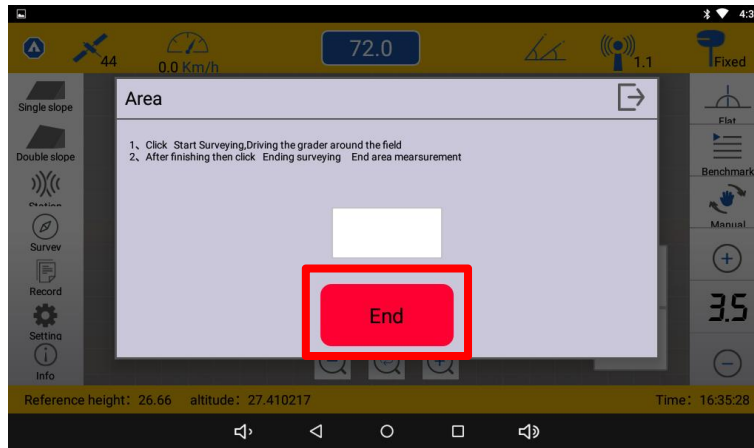 4:3
44
0.0 Km/h
72.0
1.1
Fixed
Single slope
Double slope
Station
Survey
Record
Setting
Info
Area
1、Click Start Surveying,Driving the grader around the field
2、After finishing then click Ending surveying End area mearsurement
End
Flat
Benchmark
Manual
3.5
Reference height: 26.66 altitude: 27.410217
Time: 16:35:28